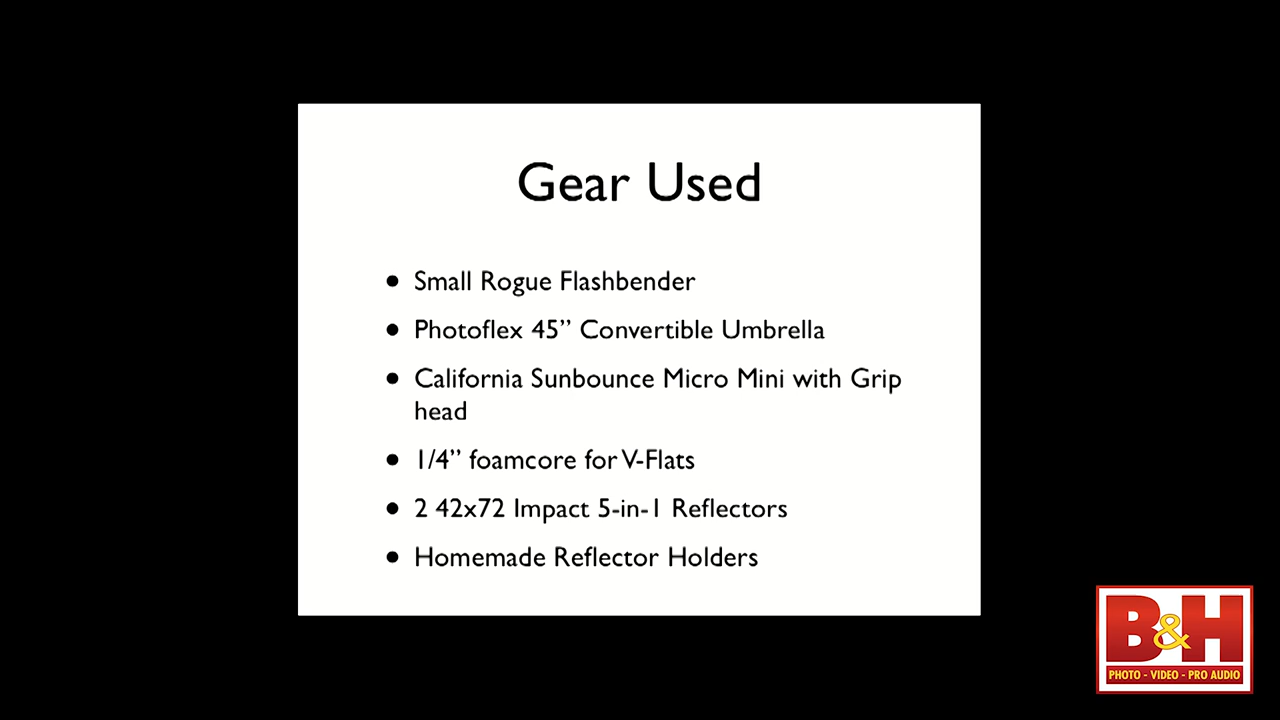 Gear Used
• Small Rogue Flashbender
• Photoflex 45” Convertible Umbrella
• California Sunbounce Micro Mini with Grip
head
• 1/4” foamcore for V-Flats
• 2 42x72 Impact 5-in-1 Reflectors
• Homemade Reflector Holders
B&H
PHOTO - VIDEO - PRO AUDIO